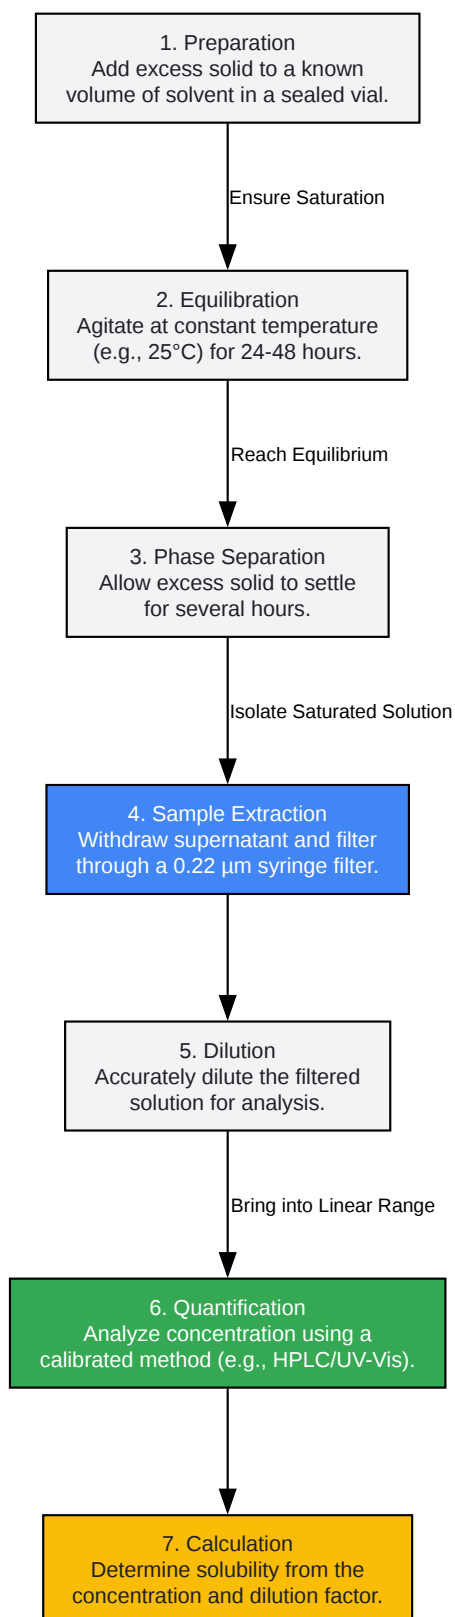 1. Preparation
Add excess solid to a known
volume of solvent in a sealed vial.
Ensure Saturation
2. Equilibration
Agitate at constant temperature
(e.g., 25°C) for 24-48 hours.
Reach Equilibrium
3. Phase Separation
Allow excess solid to settle
for several hours.
Isolate Saturated Solution
4. Sample Extraction
Withdraw supernatant and filter
through a 0.22 µm syringe filter.
5. Dilution
Accurately dilute the filtered
solution for analysis.
Bring into Linear Range
6. Quantification
Analyze concentration using a
calibrated method (e.g., HPLC/UV-Vis).
7. Calculation
Determine solubility from the
concentration and dilution factor.